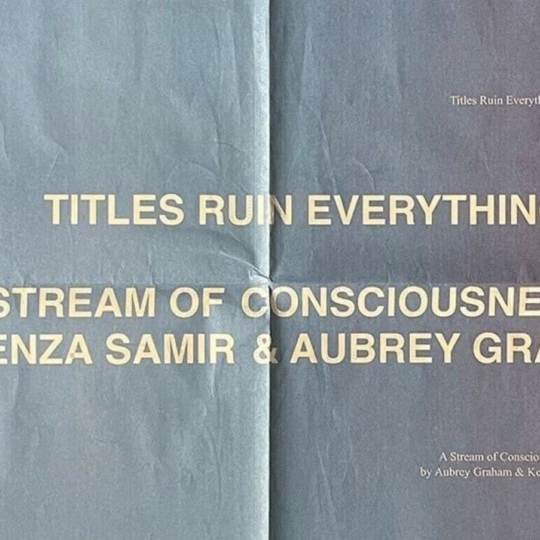 Titles Ruin Everyth
TITLES RUIN EVERYTHIN
STREAM OF CONSCIOUSNE
ENZA SAMIR & AUBREY GRA
A Stream of Conscio
by Aubrey Graham & Ke